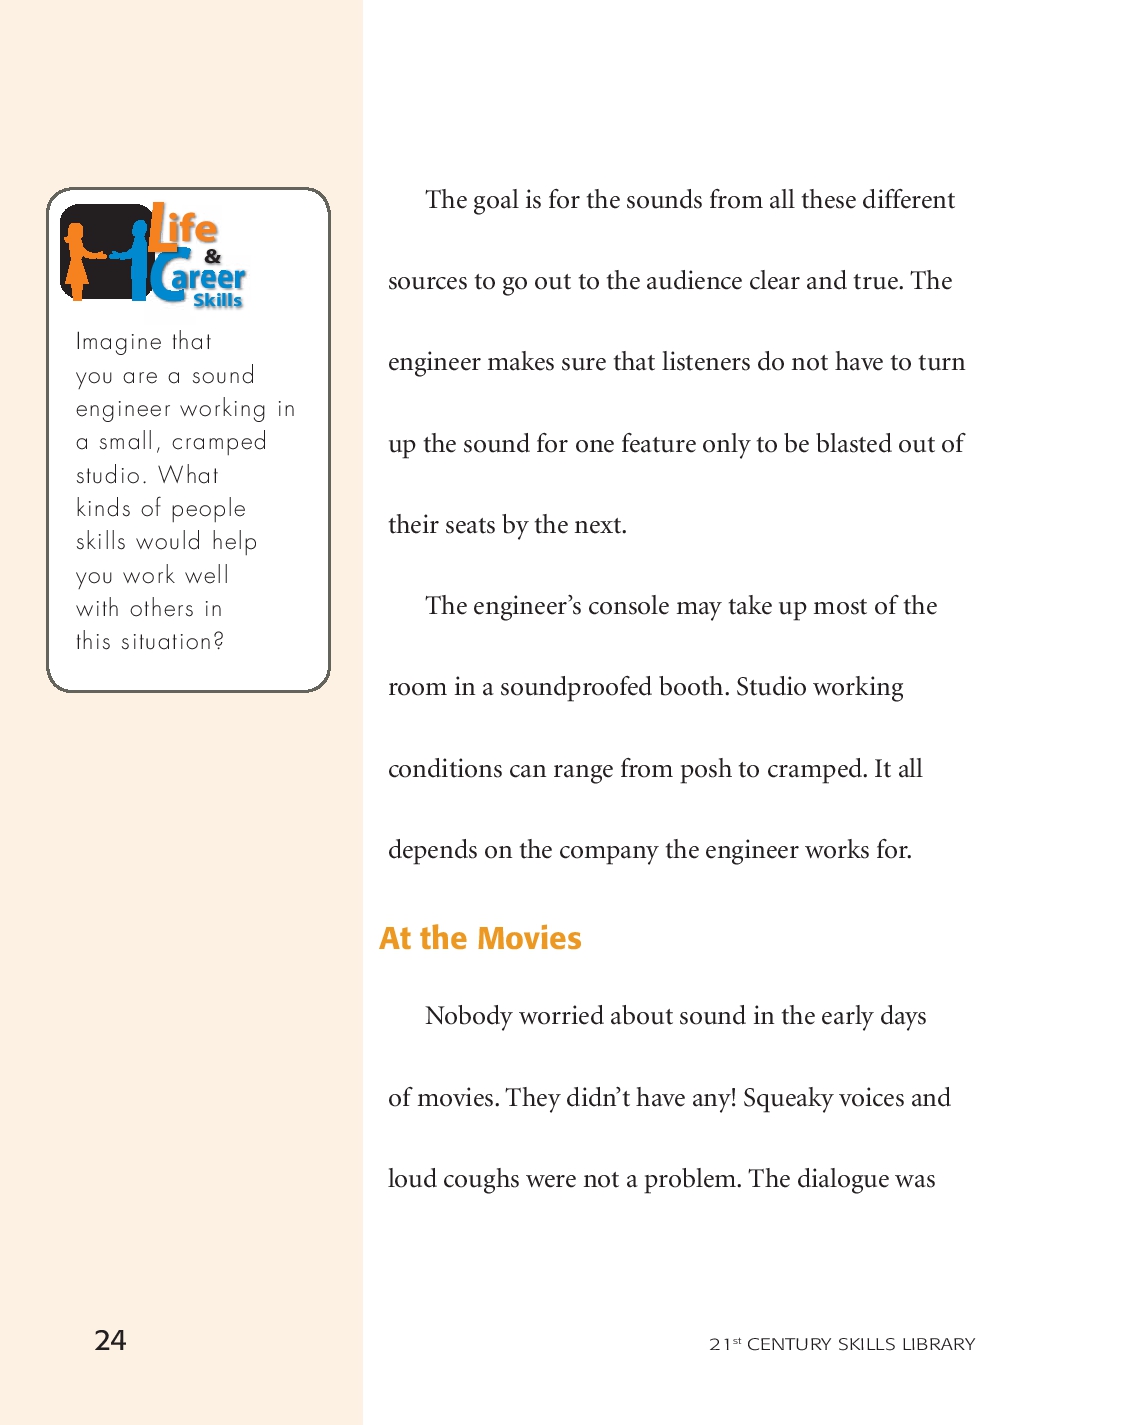 Life
&
Career
Skills
Imagine that
you are a sound
engineer working in
a small, cramped
studio. What
kinds of people
skills would help
you work well
with others in
this situation?
The goal is for the sounds from all these different
sources to go out to the audience clear and true. The
engineer makes sure that listeners do not have to turn
up the sound for one feature only to be blasted out of
their seats by the next.
The engineer’s console may take up most of the
room in a soundproofed booth. Studio working
conditions can range from posh to cramped. It all
depends on the company the engineer works for.
At the Movies
Nobody worried about sound in the early days
of movies. They didn’t have any! Squeaky voices and
loud coughs were not a problem. The dialogue was
24
21st CENTURY SKILLS LIBRARY